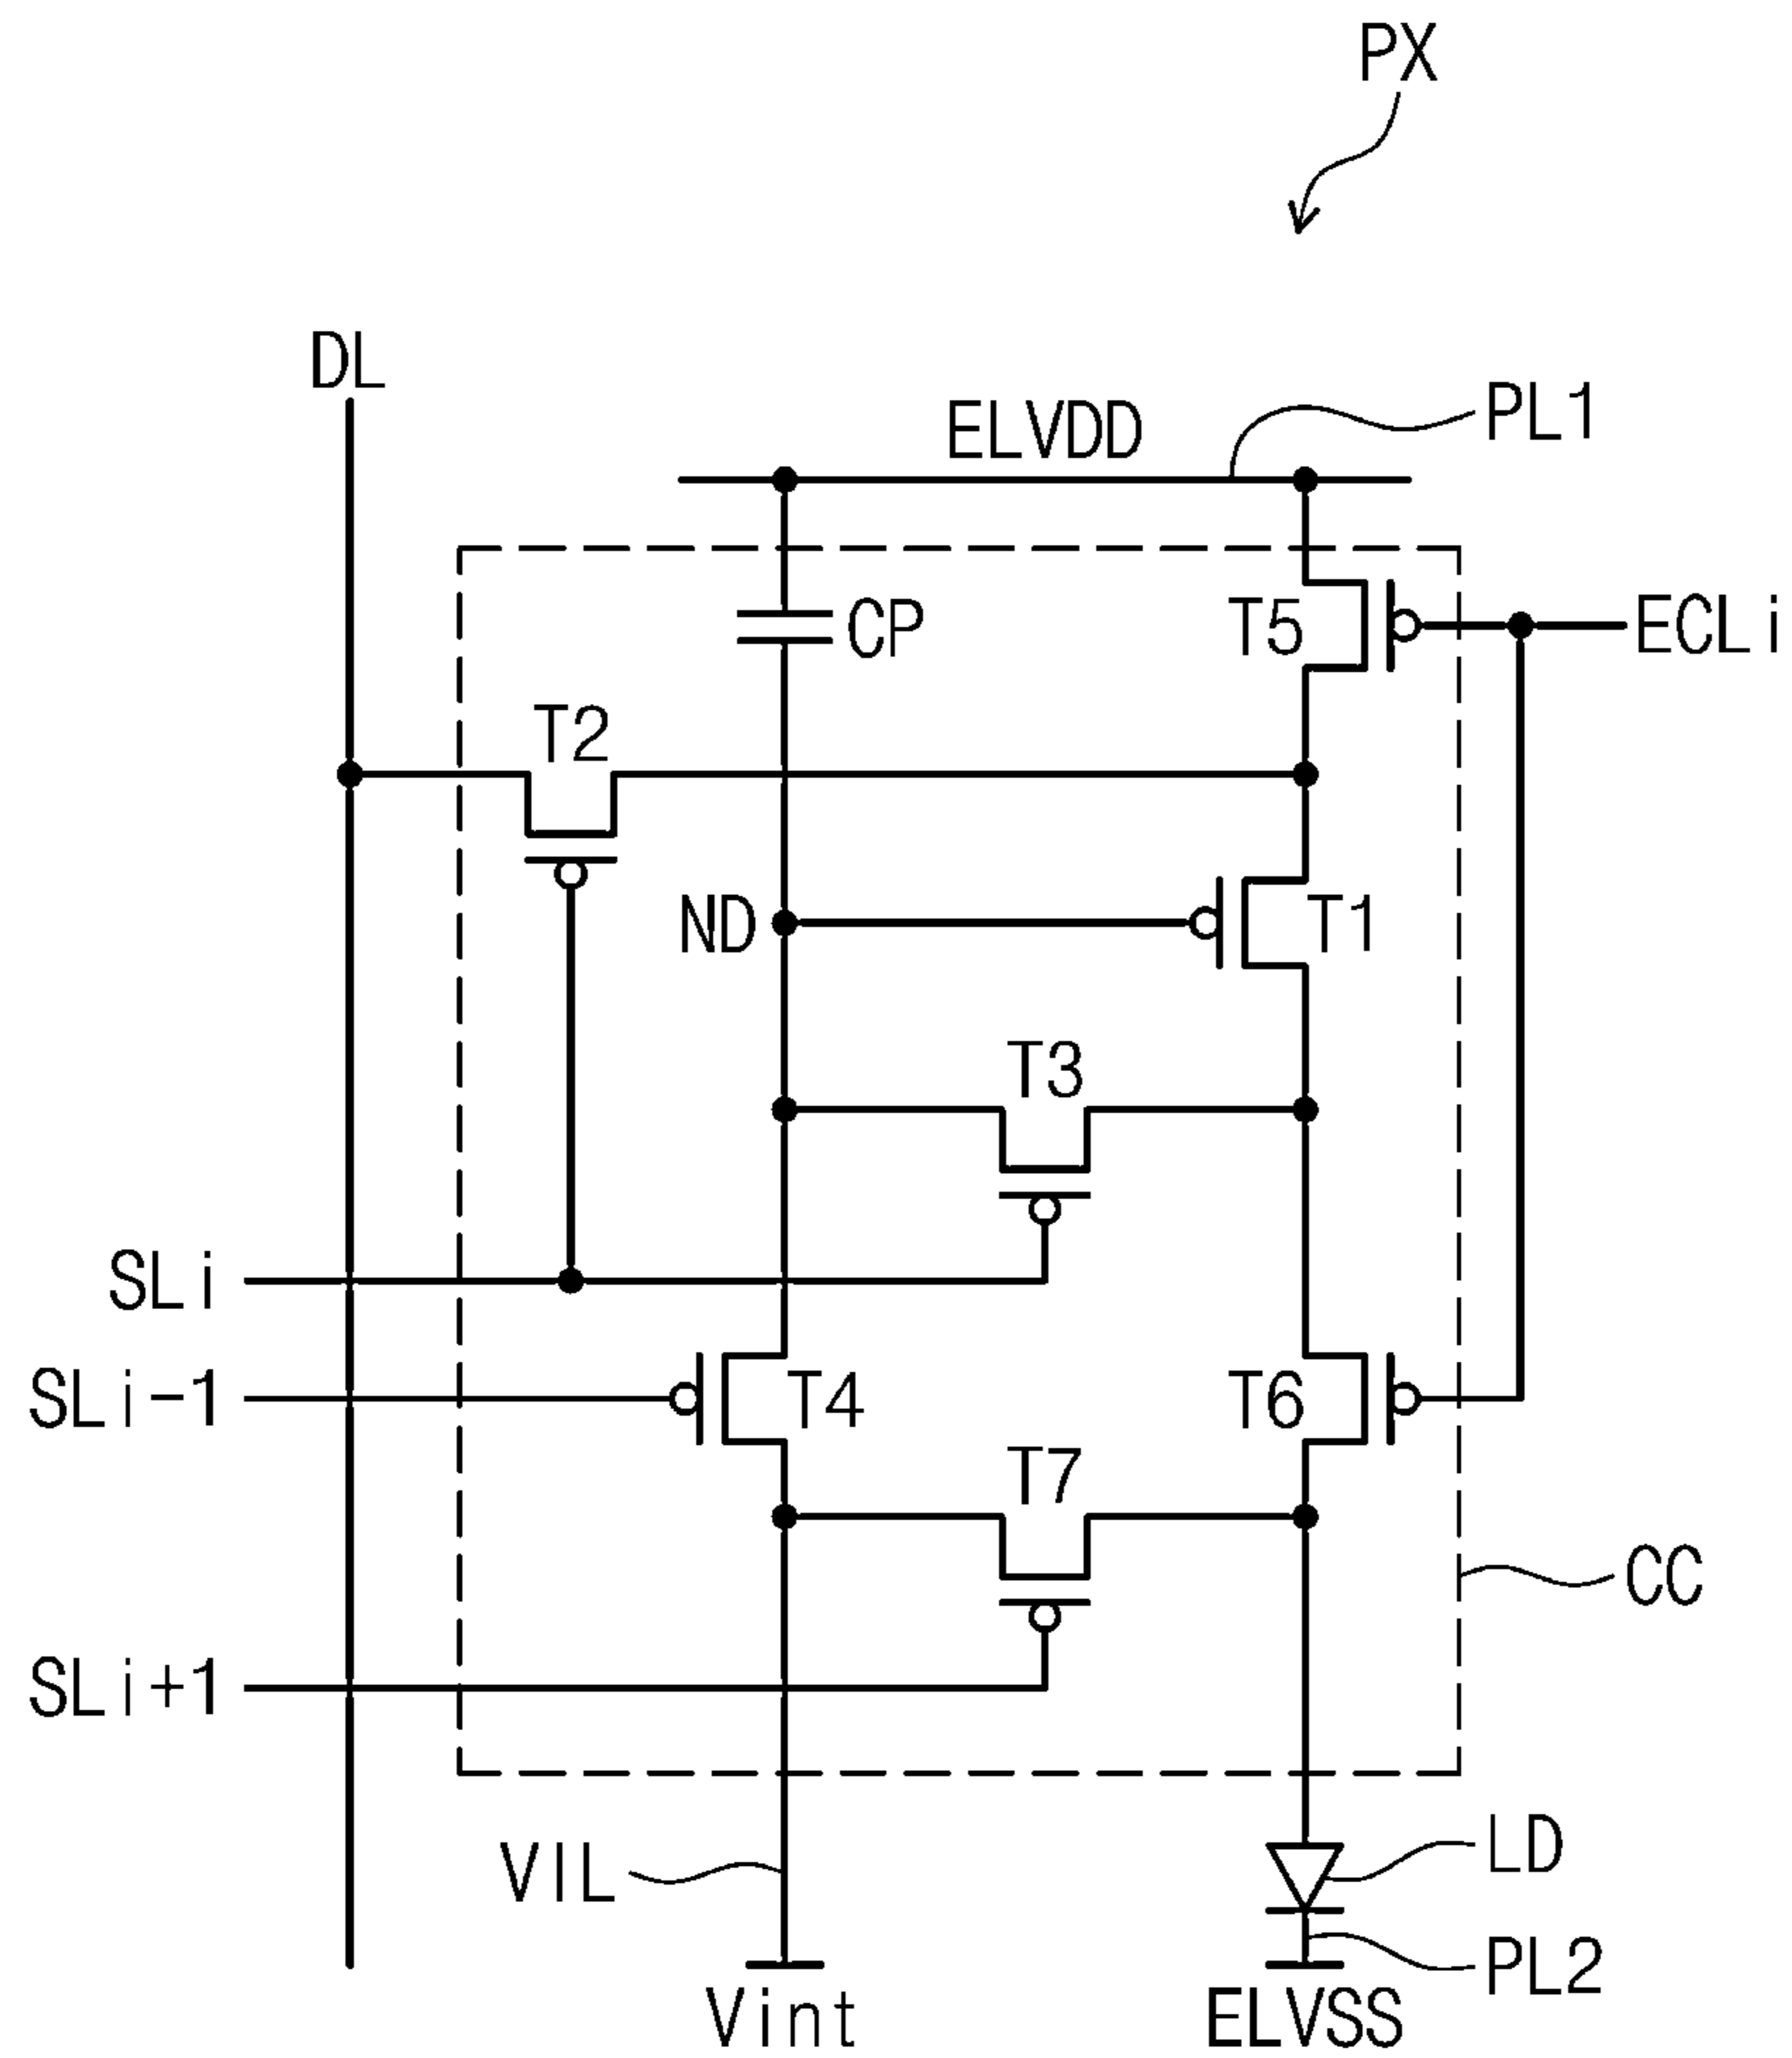 PX
DL
PL1
ELVDD
T5
CP
ECLi
T2
ND
T1
T3
SLi
SLi-1
T4
T6
T7
CC
SLi+1
LD
VIL
PL2
Vint
ELVSS